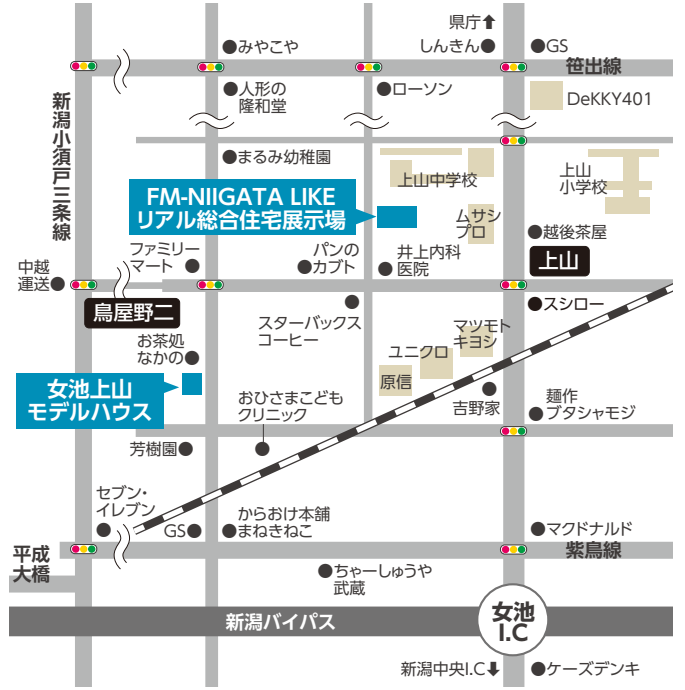 県庁⬆
みやこや
しんきん
GS
笹出線
人形の
隆和堂
ローソン
DeKKY401
新潟小須戸三条線
まるみ幼稚園
上山中学校
上山
小学校
FM-NIIGATA LIKE
リアル総合住宅展示場
ムサシ
プロ
越後茶屋
ファミリー
マート
パンの
カブト
井上内科
医院
上山
中越
運送
鳥屋野二
スターバックス
コーヒー
スシロー
お茶処
なかの
マツモト
キヨシ
ユニクロ
女池上山
モデルハウス
原信
おひさまこども
クリニック
吉野家
麺作
ブタシャモジ
芳樹園
セブン・
イレブン
GS
からおけ本舗
まねきねこ
マクドナルド
紫鳥線
平成
大橋
ちゃーしゅうや
武蔵
新潟バイパス
女池
I.C
新潟中央I.C⬇
ケーズデンキ